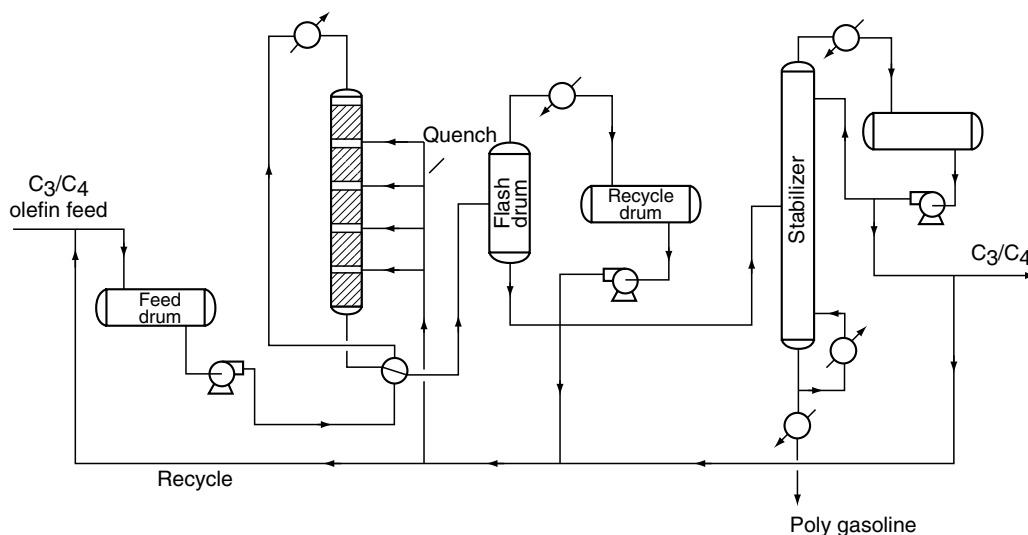 C3/C4
olefin feed
Feed
drum
Recycle
Quench
Flash
drum
Recycle
drum
Stabilizer
C3/C4
Poly gasoline